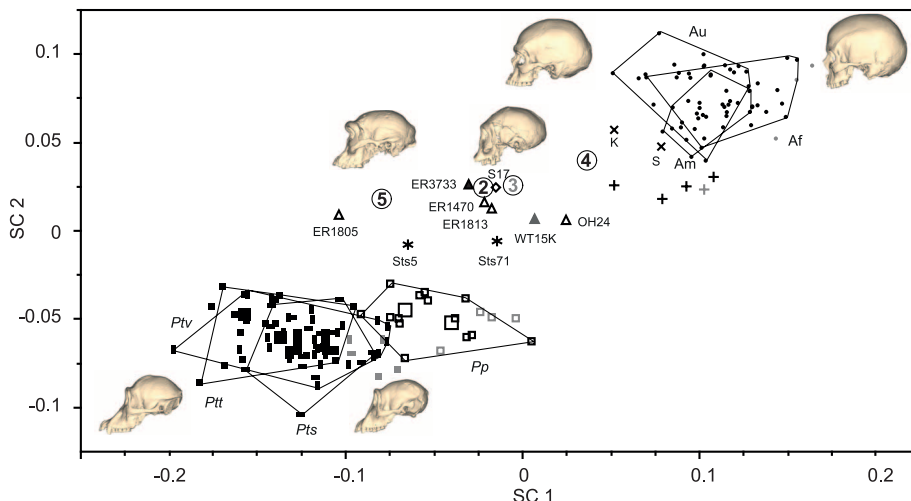 0.1
Au
K
S
4
Am
Af
0.05
S17
ER3733
2
3
5
ER1470
ER1805
ER1813
WT15K
OH24
SC 2
0
Sts5
Sts71
-0.05
Ptv
Pp
Ptt
Pts
-0.1
-0.2
-0.1
0
0.1
0.2
SC 1